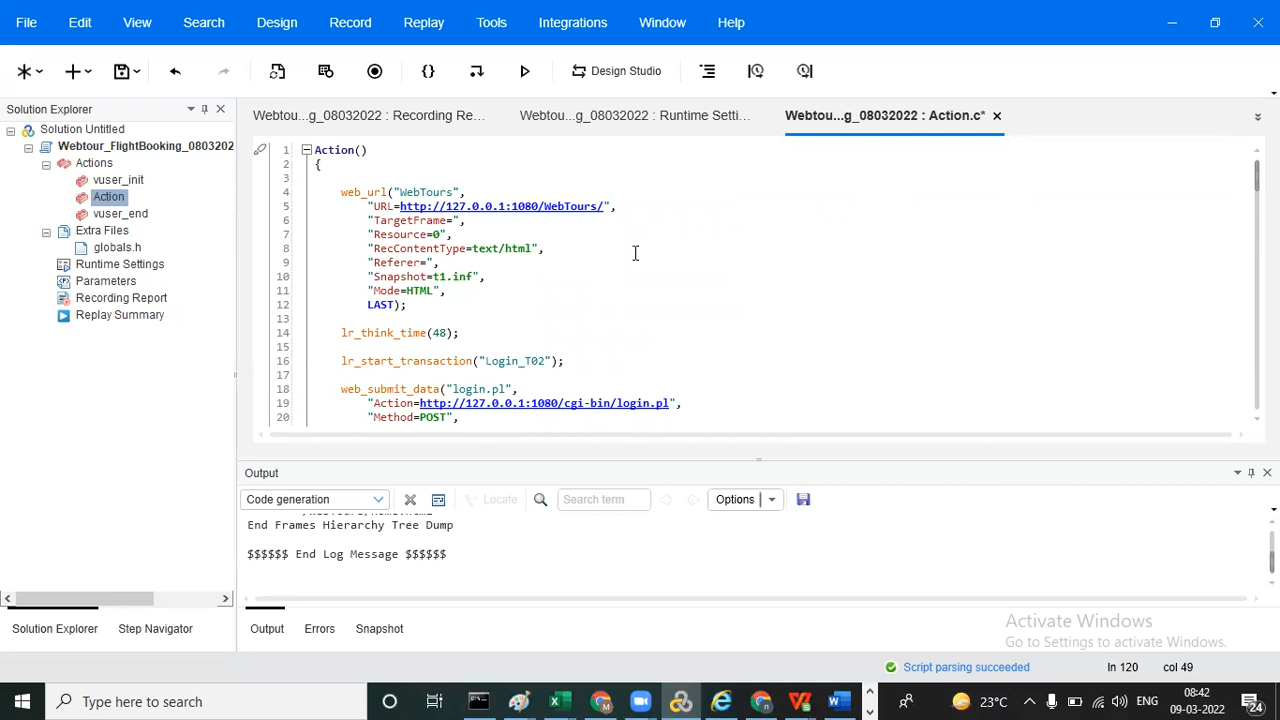 File Edit View Search Design Record Replay Tools Integrations Window Help
Design Studio
Solution Explorer
Webtou...g_08032022 : Recording Re... Webtou...g_08032022 : Runtime Setti... Webtou...g_08032022 : Action.c*
Solution Untitled
Webtour_FlightBooking_0803202
Actions
vuser_init
Action
vuser_end
Extra Files
globals.h
Runtime Settings
Parameters
Recording Report
Replay Summary
1 Action()
2 {
3
4 web_url("WebTours",
5 "URL=http://127.0.0.1:1080/WebTours/",
6 "TargetFrame=",
7 "Resource=0",
8 "RecContentType=text/html",
9 "Referer=",
10 "Snapshot=t1.inf",
11 "Mode=HTML",
12 LAST);
13
14 lr_think_time(48);
15
16 lr_start_transaction("Login_T02");
17
18 web_submit_data("login.pl",
19 "Action=http://127.0.0.1:1080/cgi-bin/login.pl",
20 "Method=POST",
Output
Code generation Locate Search term Options
End Frames Hierarchy Tree Dump
$$$$$$ End Log Message $$$$$$
Solution Explorer Step Navigator
Output Errors Snapshot
Activate Windows
Go to Settings to activate Windows.
Script parsing succeeded ln 120 col 49
Type here to search
23°C ENG 08:42 09-03-2022 24